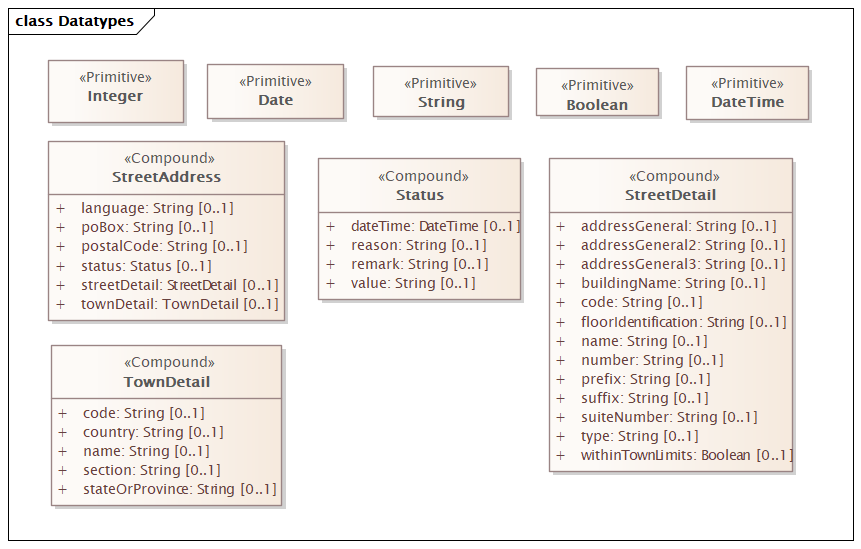 class Datatypes
«Primitive»
Integer
«Primitive»
Date
«Primitive»
String
«Primitive»
Boolean
«Primitive»
DateTime
«Compound»
StreetAddress
+ language: String [0..1]
+ poBox: String [0..1]
+ postalCode: String [0..1]
+ status: Status [0..1]
+ streetDetail: StreetDetail [0..1]
+ townDetail: TownDetail [0..1]
«Compound»
Status
+ dateTime: DateTime [0..1]
+ reason: String [0..1]
+ remark: String [0..1]
+ value: String [0..1]
«Compound»
StreetDetail
+ addressGeneral: String [0..1]
+ addressGeneral2: String [0..1]
+ addressGeneral3: String [0..1]
+ buildingName: String [0..1]
+ code: String [0..1]
+ floorIdentification: String [0..1]
+ name: String [0..1]
+ number: String [0..1]
+ prefix: String [0..1]
+ suffix: String [0..1]
+ suiteNumber: String [0..1]
+ type: String [0..1]
+ withinTownLimits: Boolean [0..1]
«Compound»
TownDetail
+ code: String [0..1]
+ country: String [0..1]
+ name: String [0..1]
+ section: String [0..1]
+ stateOrProvince: String [0..1]